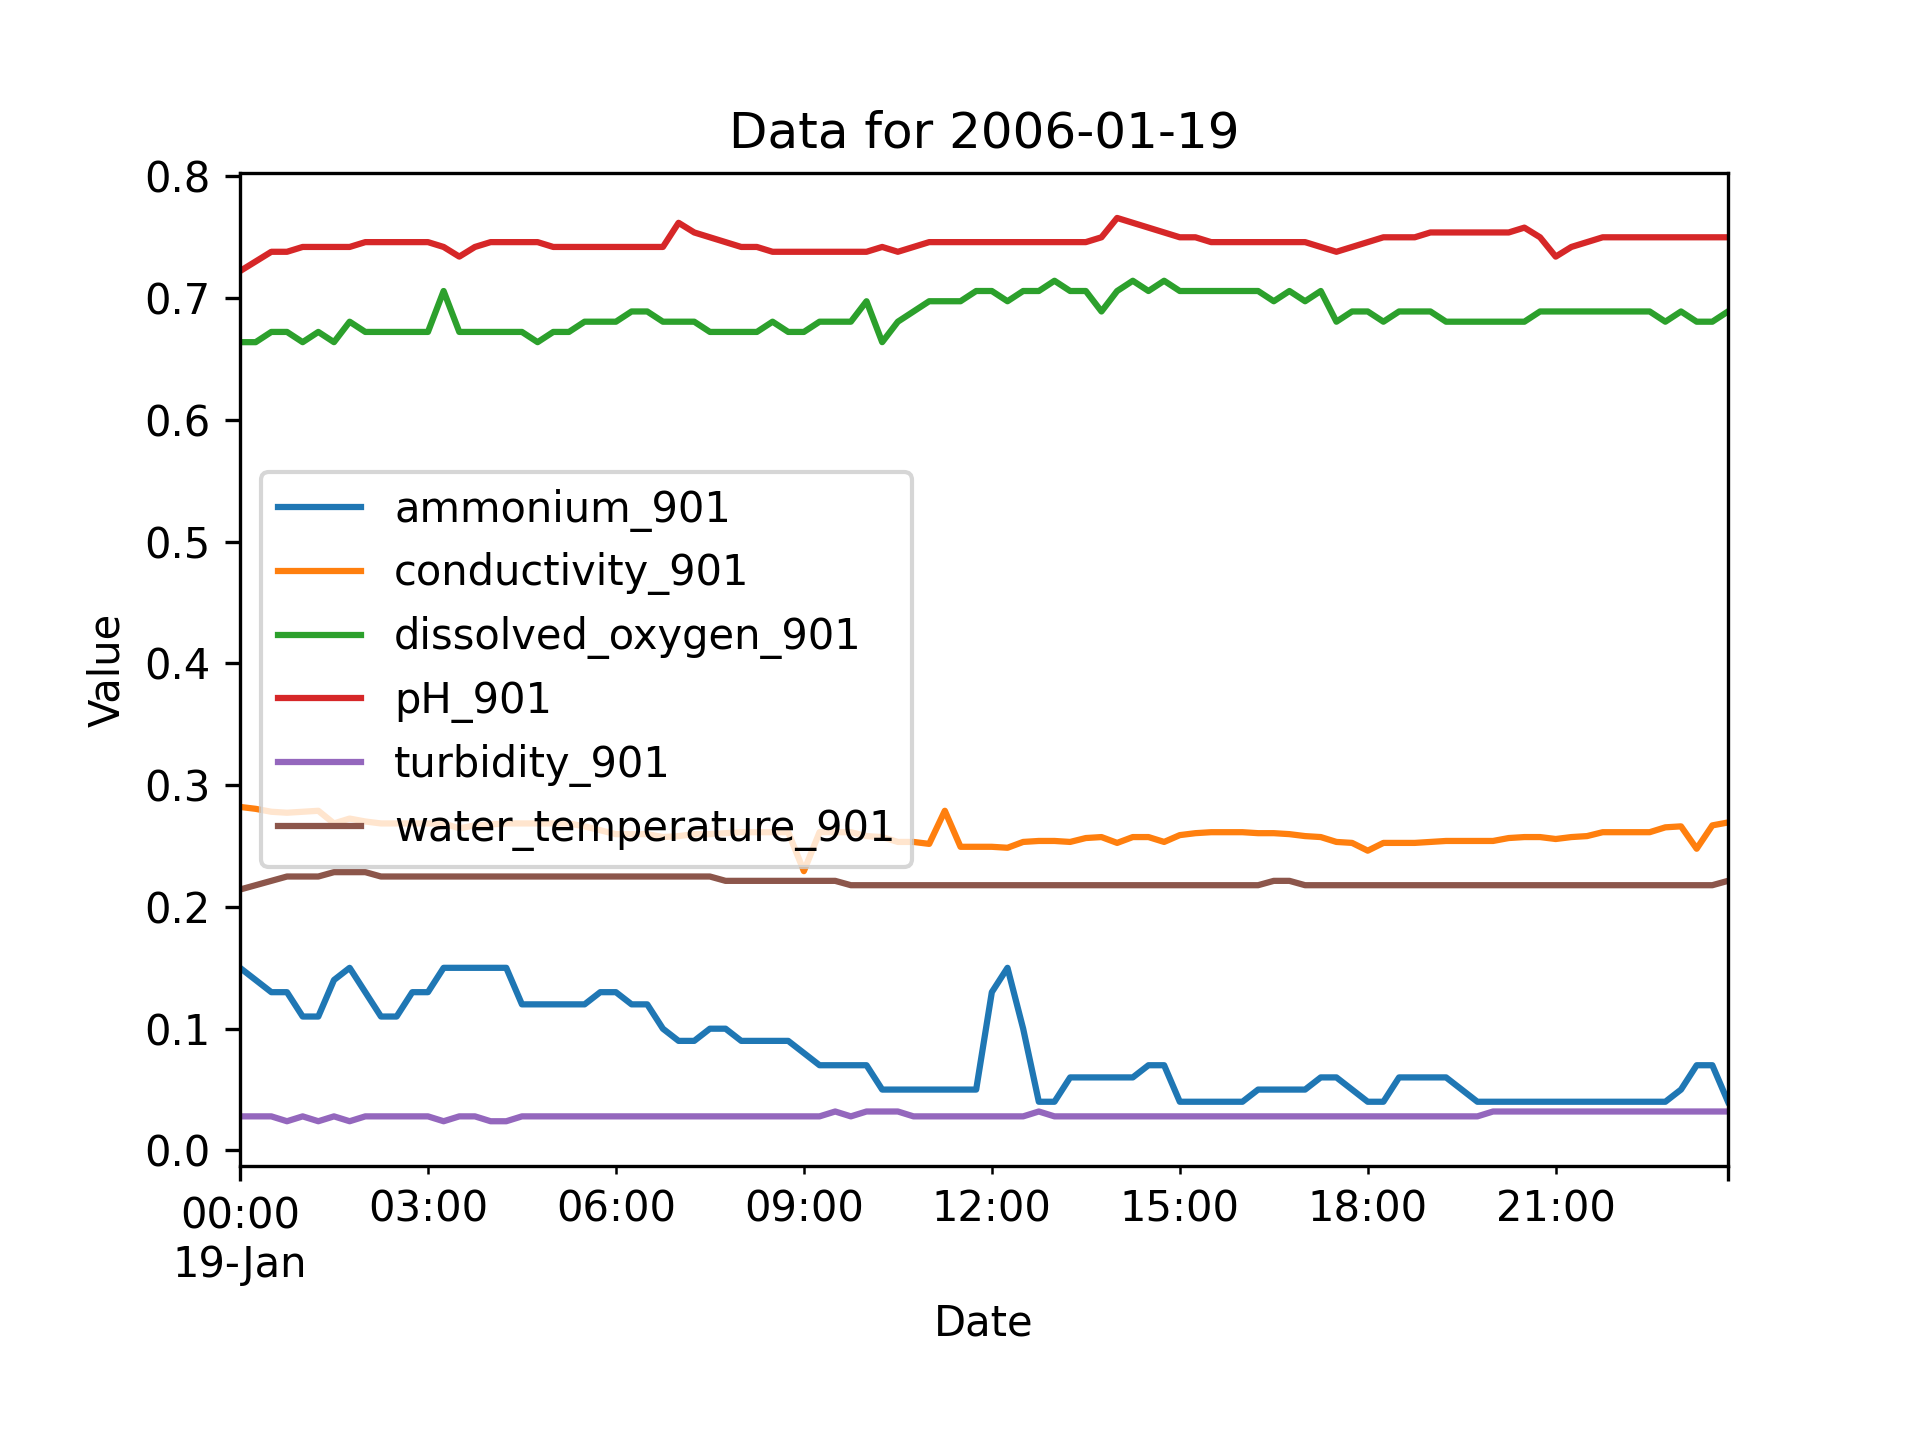 Data for 2006-01-19
0.8
0.7
0.6
0.5
0.4
0.3
0.2
0.1
0.0
Value
ammonium_901
conductivity_901
dissolved_oxygen_901
pH_901
turbidity_901
water_temperature_901
00:00 03:00 06:00 09:00 12:00 15:00 18:00 21:00
19-Jan
Date